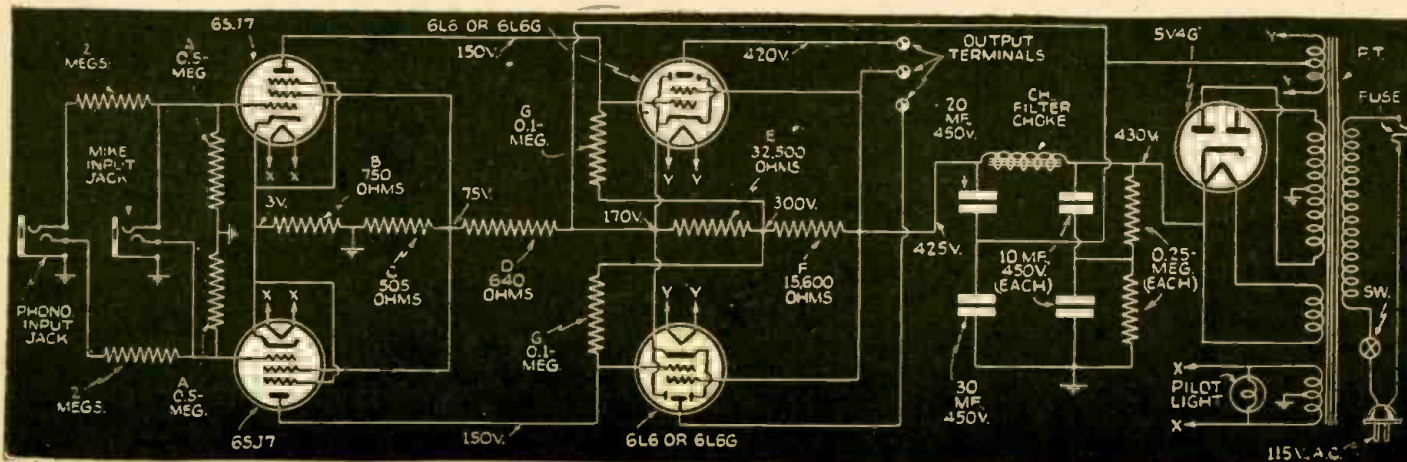 2
MEGS.
A
0.5-
MEG.
6SJ7
6L6 OR 6L6G
150V.
420V.
OUTPUT
TERMINALS
5V4G
Y
Y
P.T.
FUSE
MIKE
INPUT
JACK
X X
B
750
OHMS
G
0.1-
MEG.
Y Y
E
32,500
OHMS
20
MF.
450V.
CH.
FILTER
CHOKE
430V.
3V.
75V.
170V.
300V.
425V.
C
505
OHMS
D
640
OHMS
F
15,600
OHMS
10 MF.
450V.
(EACH)
0.25-
MEG.
(EACH)
PHONO.
INPUT
JACK
X X
G
0.1-
MEG.
Y Y
SW.
2
MEGS.
A
0.5-
MEG.
30
MF.
450V.
X
PILOT
LIGHT
X
6SJ7
150V.
6L6 OR 6L6G
115 V., A.C.